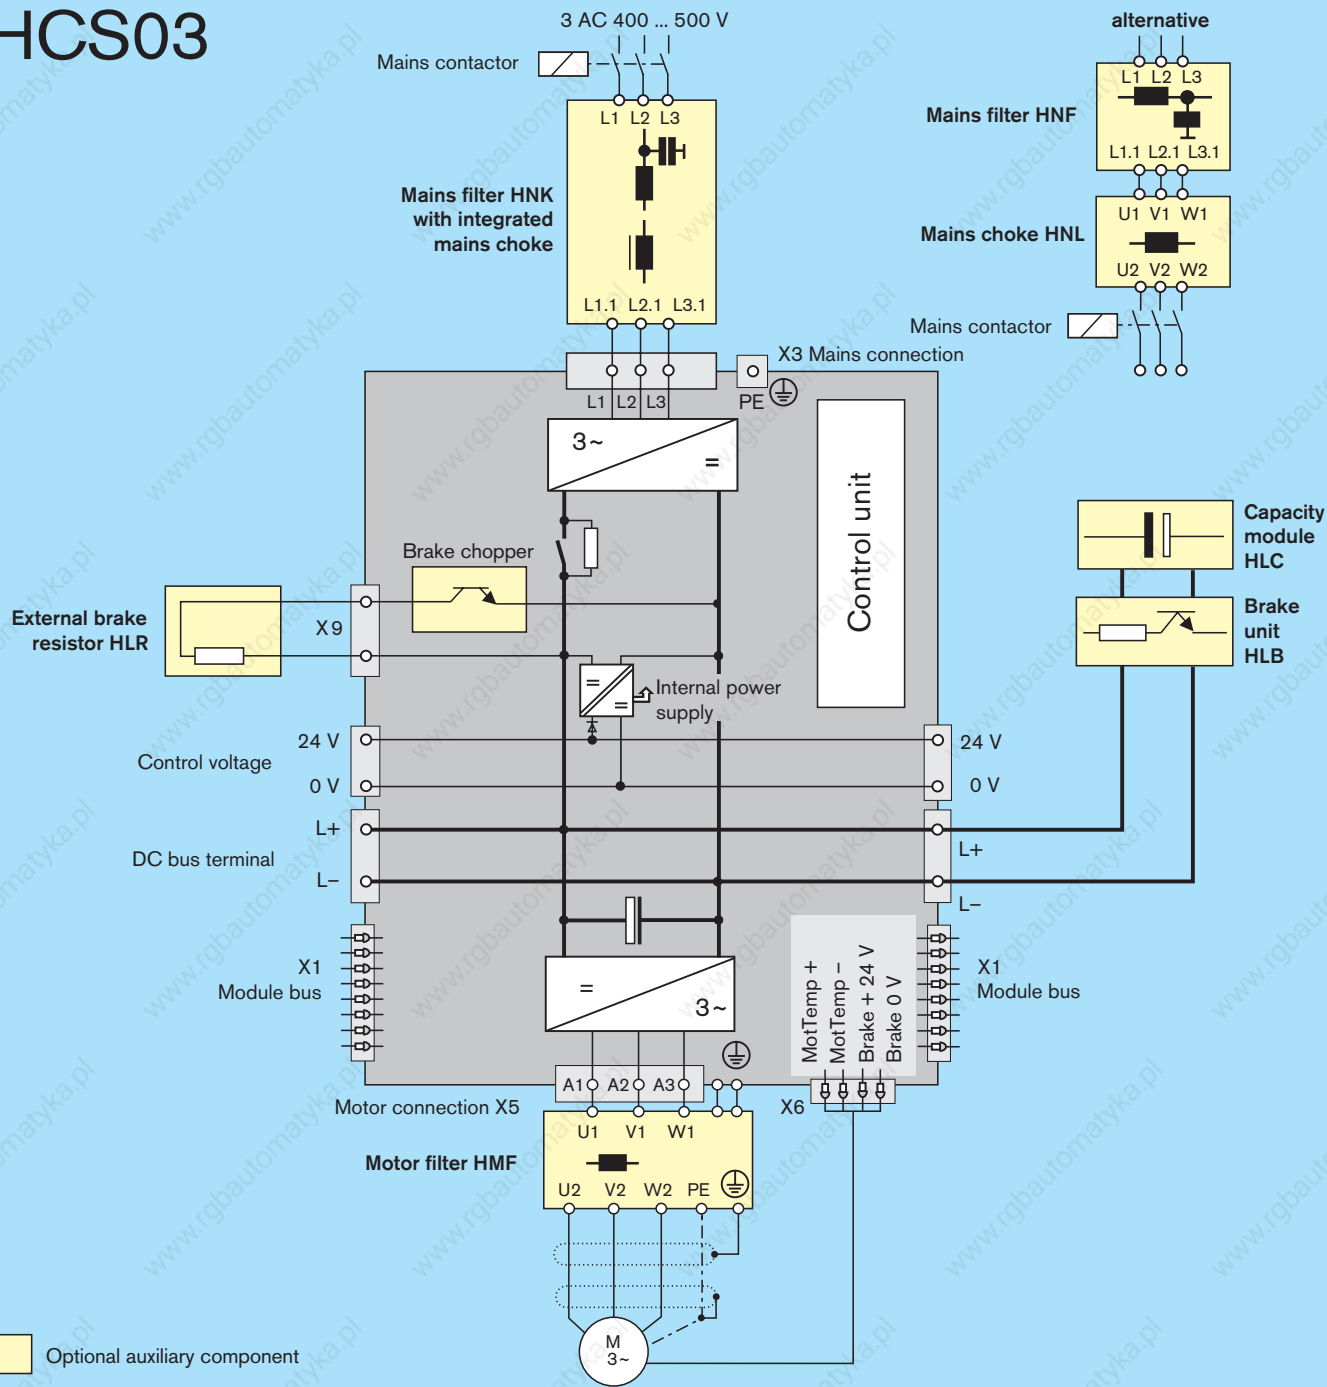 HCS03
3 AC 400 ... 500 V
Mains contactor
L1 L2 L3
Mains filter HNK
with integrated
mains choke
L1.1 L2.1 L3.1
alternative
L1 L2 L3
Mains filter HNF
L1.1 L2.1 L3.1
U1 V1 W1
Mains choke HNL
U2 V2 W2
Mains contactor
X3 Mains connection
L1 L2 L3
PE
3~
=
Control unit
Brake chopper
External brake
resistor HLR
X9
=
=
Internal power
supply
Capacity
module
HLC
Brake
unit
HLB
Control voltage
24 V
0 V
24 V
0 V
DC bus terminal
L+
L–
L+
L–
X1
Module bus
=
3~
MotTemp +
MotTemp –
Brake + 24 V
Brake 0 V
X1
Module bus
A1 A2 A3
Motor connection X5
X6
U1 V1 W1
Motor filter HMF
U2 V2 W2 PE
M
3~
Optional auxiliary component
www.rgbautomatyka.pl